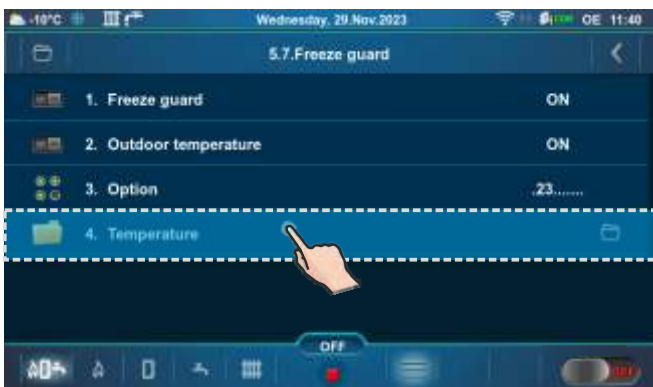 -10°C Wednesday, 29.Nov.2023 OE 11:40
5.7.Freeze guard
1. Freeze guard ON
2. Outdoor temperature ON
3. Option .23.......
4. Temperature
OFF
OFF